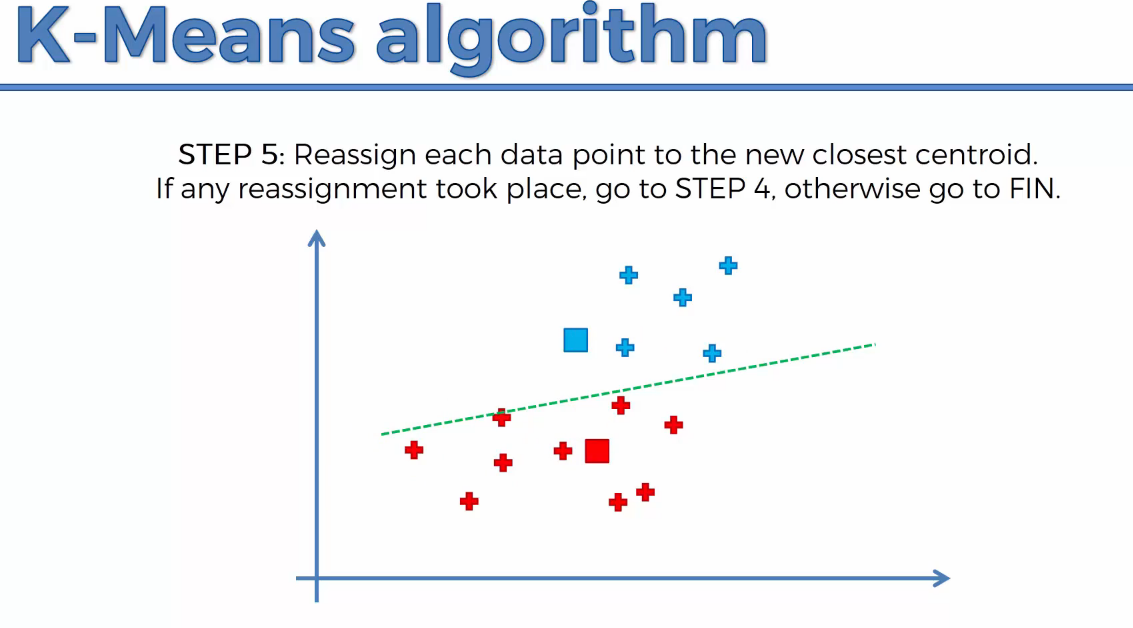 K-Means algorithm
STEP 5: Reassign each data point to the new closest centroid.
If any reassignment took place, go to STEP 4, otherwise go to FIN.